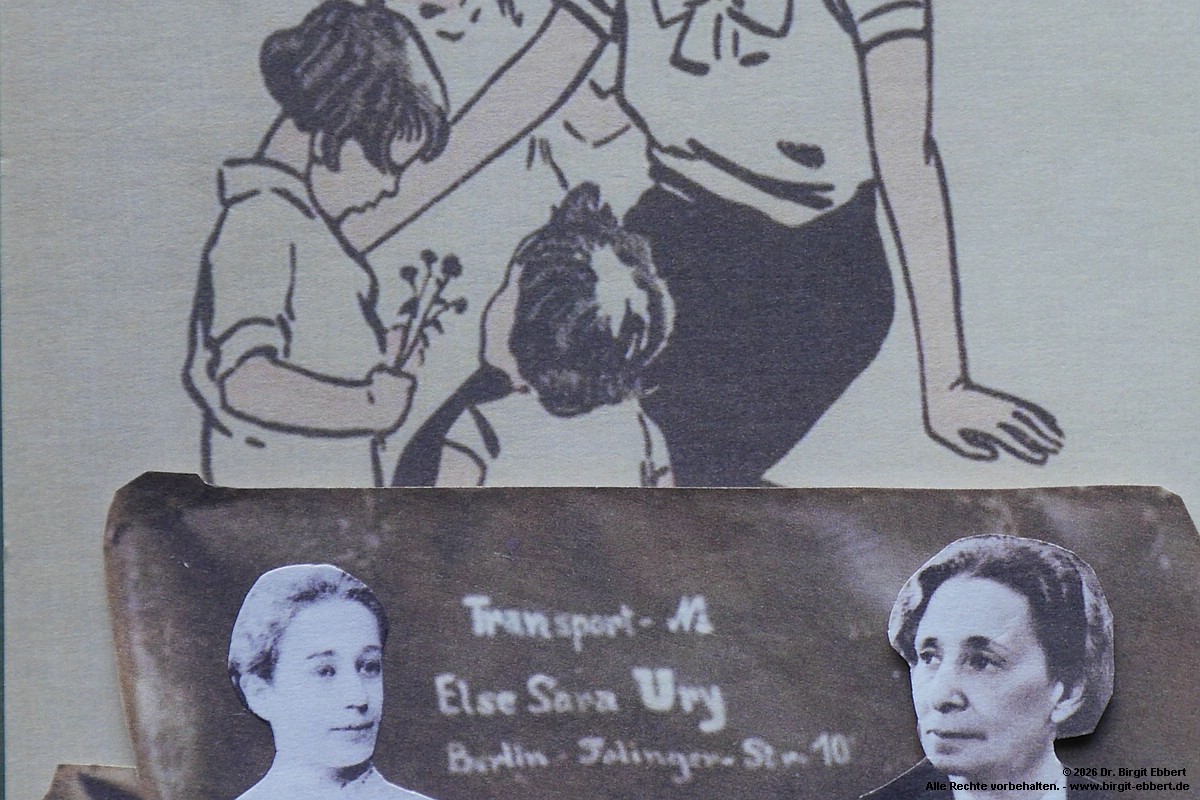 Transport- №
Else Sara Ury
Berlin - Solinger. Str. 10
© 2026 Dr. Birgit Ebbert
Alle Rechte vorbehalten. - www.birgit-ebbert.de